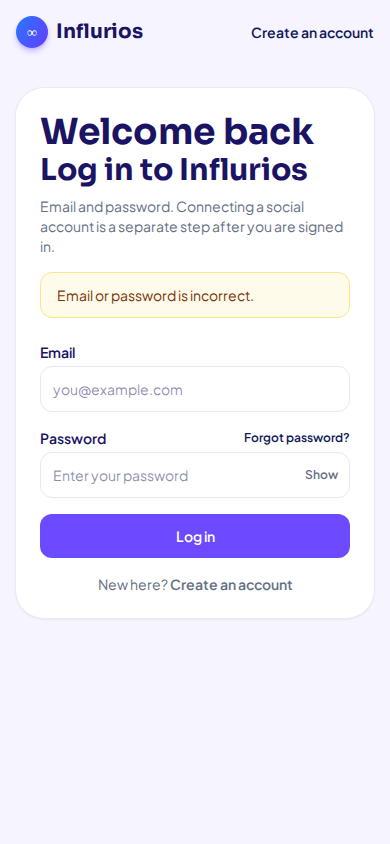 ∞ Influrios
Create an account
Welcome back
Log in to Influrios
Email and password. Connecting a social
account is a separate step after you are signed
in.
Email or password is incorrect.
Email
you@example.com
Password
Forgot password?
Enter your password
Show
Log in
New here? Create an account